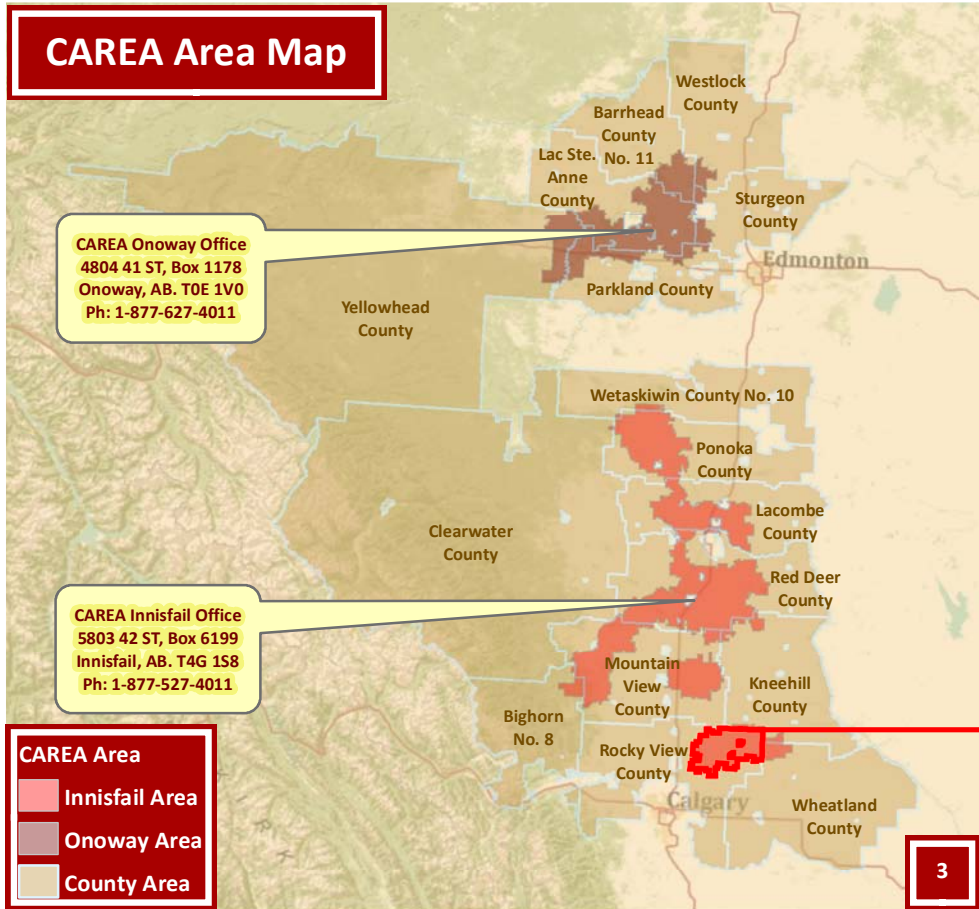 CAREA Area Map
Westlock
County
Barrhead
County
No. 11
Lac Ste.
Anne
County
Sturgeon
County
CAREA Onoway Office
4804 41 ST, Box 1178
Onoway, AB. T0E 1V0
Ph: 1-877-627-4011
Edmonton
Parkland County
Yellowhead
County
Wetaskiwin County No. 10
Ponoka
County
Lacombe
County
Clearwater
County
Red Deer
County
CAREA Innisfail Office
5803 42 ST, Box 6199
Innisfail, AB. T4G 1S8
Ph: 1-877-527-4011
Mountain
View
County
Kneehill
County
Bighorn
No. 8
Rocky View
County
Calgary
Wheatland
County
CAREA Area
Innisfail Area
Onoway Area
County Area
3